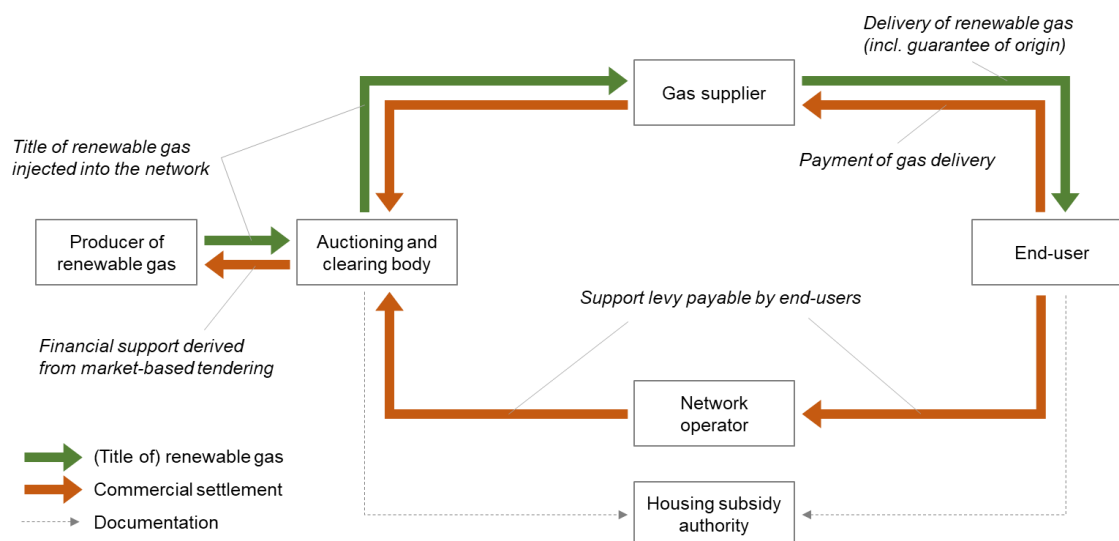 Delivery of renewable gas
(incl. guarantee of origin)
Gas supplier
Title of renewable gas
injected into the network
Payment of gas delivery
Producer of
renewable gas
Auctioning and
clearing body
End-user
Support levy payable by end-users
Financial support derived
from market-based tendering
Network
operator
(Title of) renewable gas
Commercial settlement
Documentation
Housing subsidy
authority